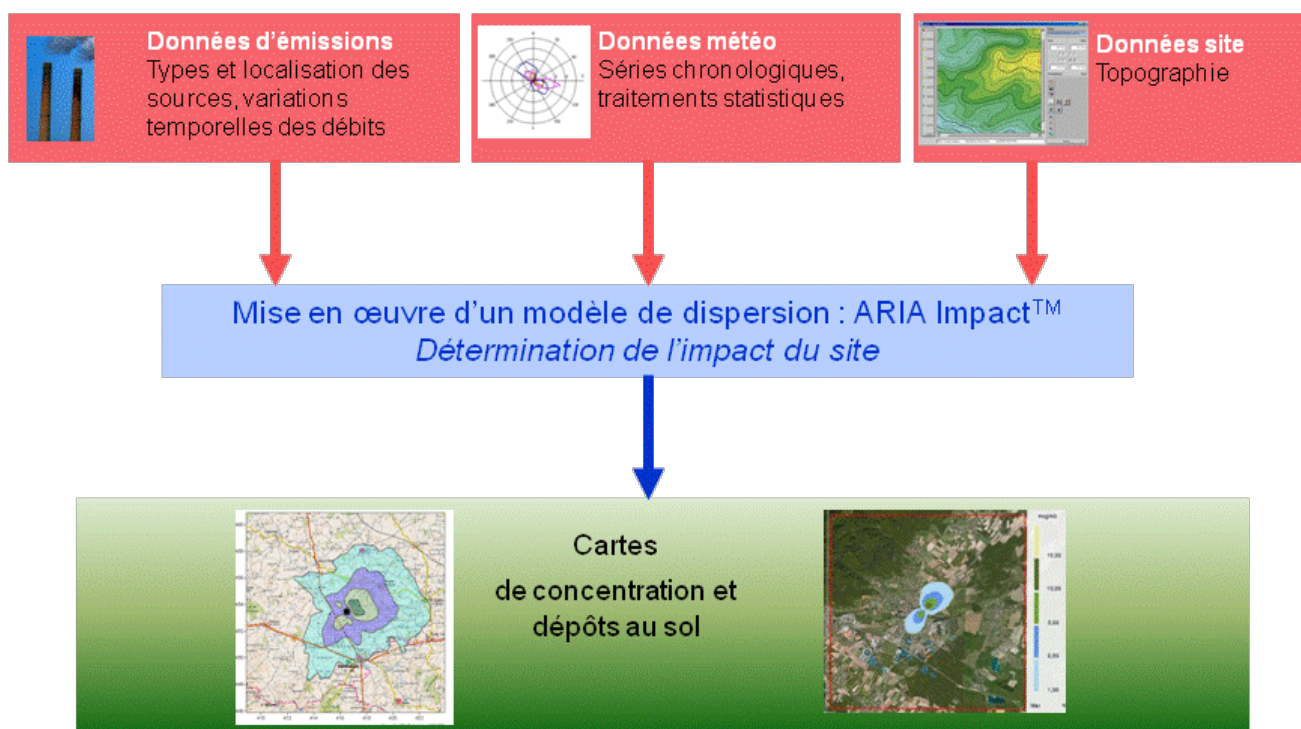 Données d'émissions
Types et localisation des
sources, variations
temporelles des débits
Données météo
Séries chronologiques,
traitements statistiques
Données site
Topographie
Mise en œuvre d'un modèle de dispersion : ARIA Impact™
Détermination de l'impact du site
Cartes
de concentration et
dépôts au sol